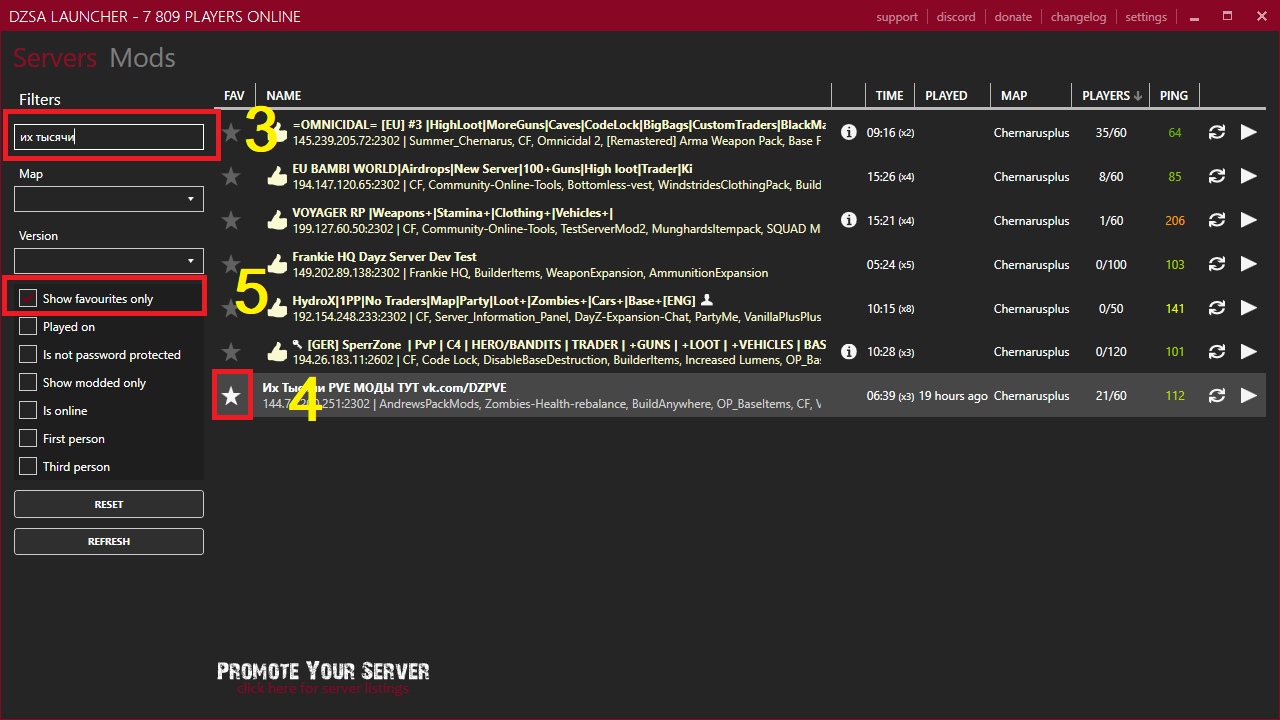 DZSA LAUNCHER - 7 809 PLAYERS ONLINE
support discord donate changelog settings
Servers Mods
Filters
их тысячи
Map
Version
Show favourites only
Played on
Is not password protected
Show modded only
Is online
First person
Third person
RESET
REFRESH
FAV NAME TIME PLAYED MAP PLAYERS PING
3
=OMNICIDAL= [EU] #3 |HighLoot|MoreGuns|Caves|CodeLock|BigBags|CustomTraders|BlackMa
145.239.205.72:2302 | Summer_Chernarus, CF, Omnicidal 2, [Remastered] Arma Weapon Pack, Base F
09:16 (x2) Chernarusplus 35/60 64
EU BAMBI WORLD|Airdrops|New Server|100+Guns|High loot|Trader|Ki
194.147.120.65:2302 | CF, Community-Online-Tools, Bottomless-vest, WindstridesClothingPack, Build
15:26 (x4) Chernarusplus 8/60 85
VOYAGER RP |Weapons+|Stamina+|Clothing+|Vehicles+|
199.127.60.50:2302 | CF, Community-Online-Tools, TestServerMod2, MunghardsItempack, SQUAD M
15:21 (x4) Chernarusplus 1/60 206
Frankie HQ Dayz Server Dev Test
149.202.89.138:2302 | Frankie HQ, BuilderItems, WeaponExpansion, AmmunitionExpansion
05:24 (x5) Chernarusplus 0/100 103
5
HydroX|1PP|No Traders|Map|Party|Loot+|Zombies+|Cars+|Base+[ENG]
192.154.248.233:2302 | CF, Server_Information_Panel, DayZ-Expansion-Chat, PartyMe, VanillaPlusPlus
10:15 (x8) Chernarusplus 0/50 141
[GER] SperrZone | PvP | C4 | HERO/BANDITS | TRADER | +GUNS | +LOOT | +VEHICLES | BAS
194.26.183.11:2602 | CF, Code Lock, DisableBaseDestruction, BuilderItems, Increased Lumens, OP_Ba
10:28 (x3) Chernarusplus 0/120 101
4
Их PVE МОДЫ ТУТ vk.com/DZPVE
251:2302 | AndrewsPackMods, Zombies-Health-rebalance, BuildAnywhere, OP_BaseItems, CF, V
06:39 (x3) 19 hours ago Chernarusplus 21/60 112
PROMOTE YOUR SERVER
click here for server listings